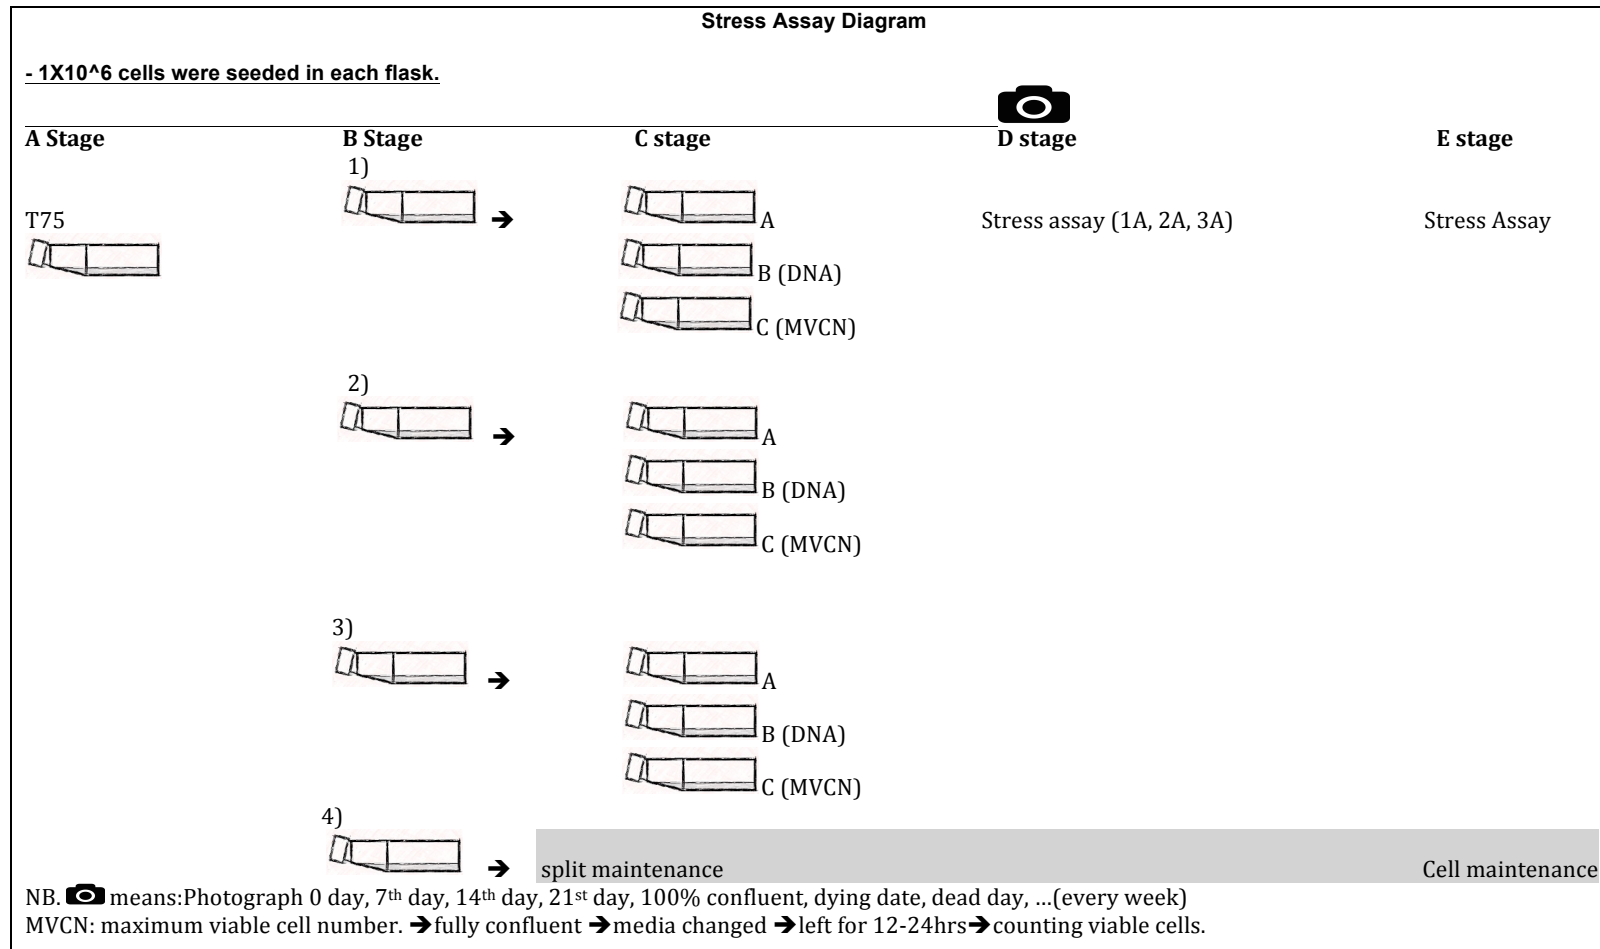 Stress Assay Diagram
- 1X10^6 cells were seeded in each flask.
A Stage B Stage C stage D stage E stage
1)
T75 ➔ A Stress assay (1A, 2A, 3A) Stress Assay
B (DNA)
C (MVCN)
2)
➔ A
B (DNA)
C (MVCN)
3)
➔ A
B (DNA)
C (MVCN)
4)
➔ split maintenance Cell maintenance
NB. means:Photograph 0 day, 7th day, 14th day, 21st day, 100% confluent, dying date, dead day, ...(every week)
MVCN: maximum viable cell number. ➔fully confluent ➔media changed ➔left for 12-24hrs➔counting viable cells.